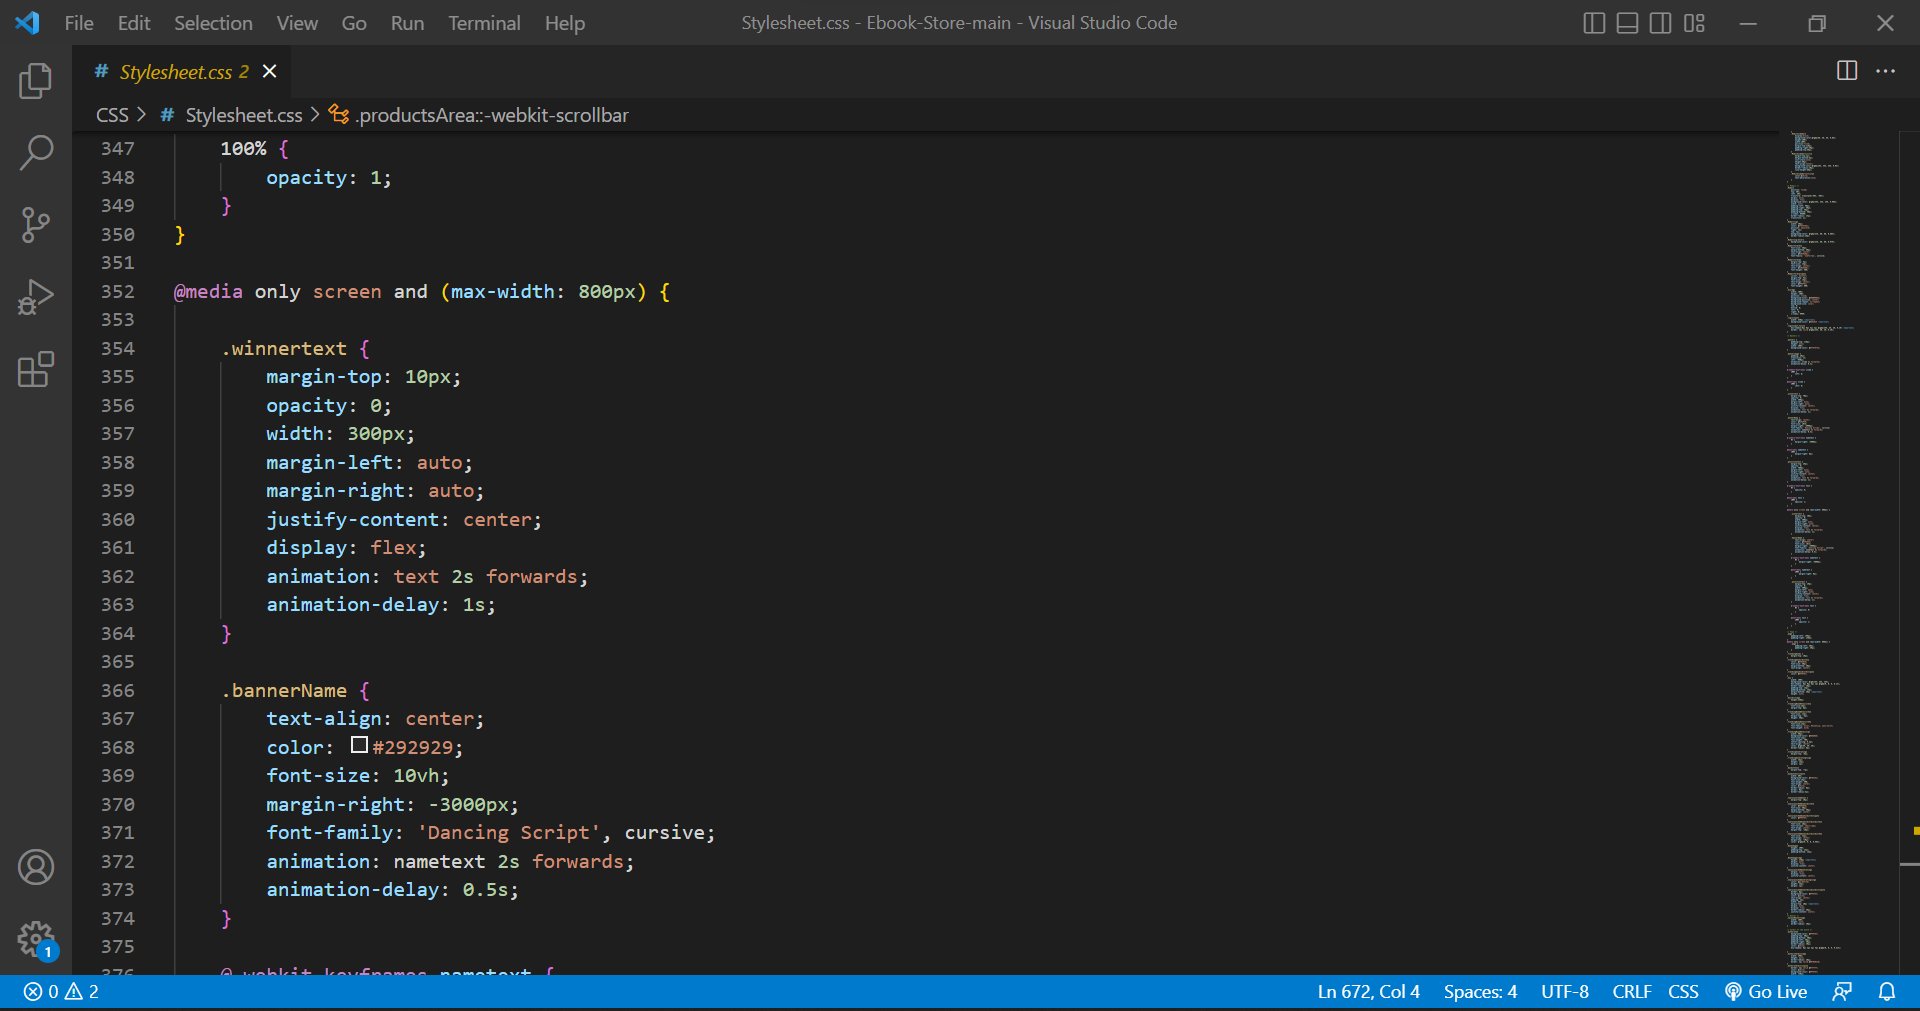 File Edit Selection View Go Run Terminal Help Stylesheet.css - Ebook-Store-main - Visual Studio Code
# Stylesheet.css 2
CSS > # Stylesheet.css > .productsArea::-webkit-scrollbar
347 100% {
348 opacity: 1;
349 }
350 }
351
352 @media only screen and (max-width: 800px) {
353
354 .winnertext {
355 margin-top: 10px;
356 opacity: 0;
357 width: 300px;
358 margin-left: auto;
359 margin-right: auto;
360 justify-content: center;
361 display: flex;
362 animation: text 2s forwards;
363 animation-delay: 1s;
364 }
365
366 .bannerName {
367 text-align: center;
368 color: #292929;
369 font-size: 10vh;
370 margin-right: -3000px;
371 font-family: 'Dancing Script', cursive;
372 animation: nametext 2s forwards;
373 animation-delay: 0.5s;
374 }
375
376 @-webkit-keyframes nametext {
1
0 2 Ln 672, Col 4 Spaces: 4 UTF-8 CRLF CSS Go Live